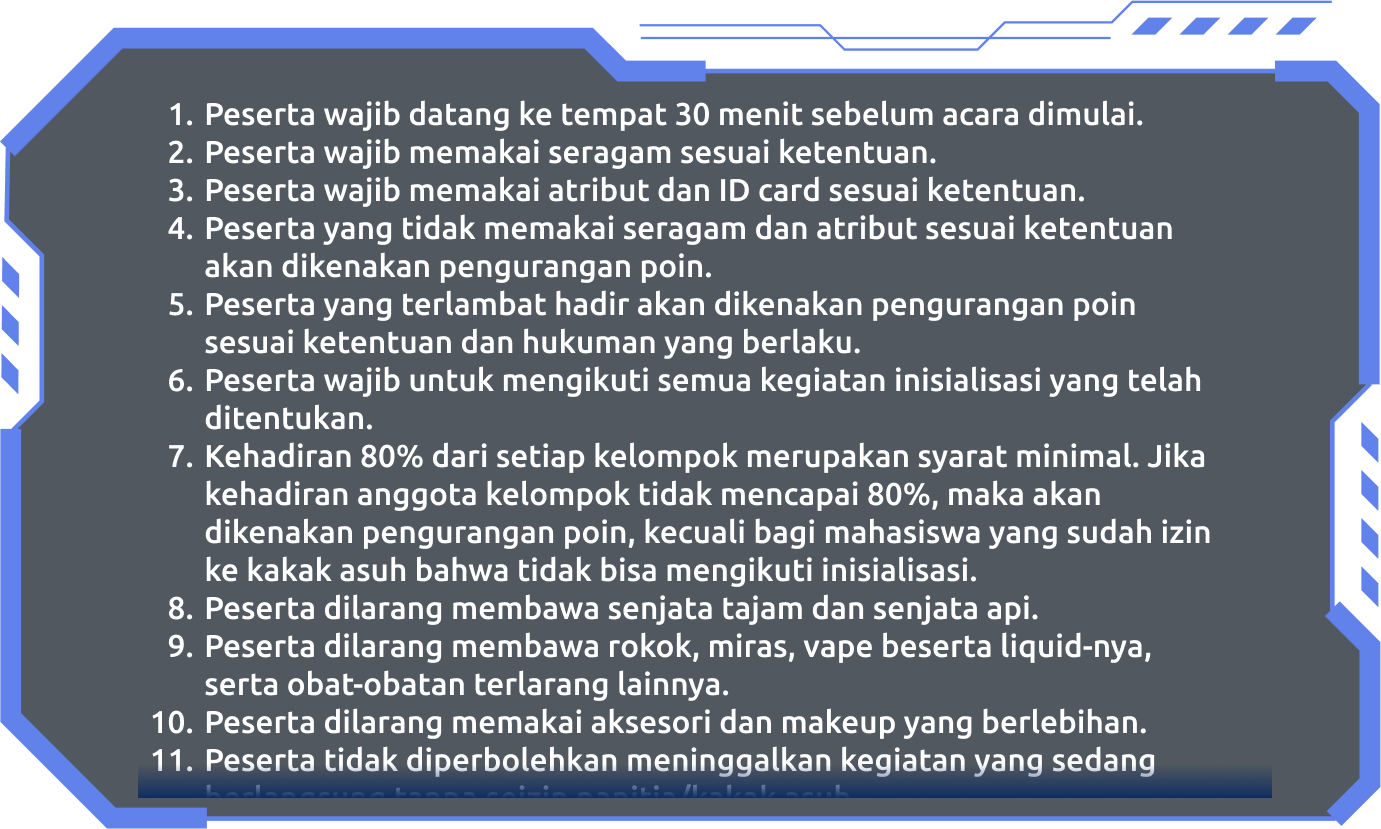 1. Peserta wajib datang ke tempat 30 menit sebelum acara dimulai.
2. Peserta wajib memakai seragam sesuai ketentuan.
3. Peserta wajib memakai atribut dan ID card sesuai ketentuan.
4. Peserta yang tidak memakai seragam dan atribut sesuai ketentuan
akan dikenakan pengurangan poin.
5. Peserta yang terlambat hadir akan dikenakan pengurangan poin
sesuai ketentuan dan hukuman yang berlaku.
6. Peserta wajib untuk mengikuti semua kegiatan inisialisasi yang telah
ditentukan.
7. Kehadiran 80% dari setiap kelompok merupakan syarat minimal. Jika
kehadiran anggota kelompok tidak mencapai 80%, maka akan
dikenakan pengurangan poin, kecuali bagi mahasiswa yang sudah izin
ke kakak asuh bahwa tidak bisa mengikuti inisialisasi.
8. Peserta dilarang membawa senjata tajam dan senjata api.
9. Peserta dilarang membawa rokok, miras, vape beserta liquid-nya,
serta obat-obatan terlarang lainnya.
10. Peserta dilarang memakai aksesori dan makeup yang berlebihan.
11. Peserta tidak diperbolehkan meninggalkan kegiatan yang sedang
berlangsung tanpa seizin panitia/kakak asuh